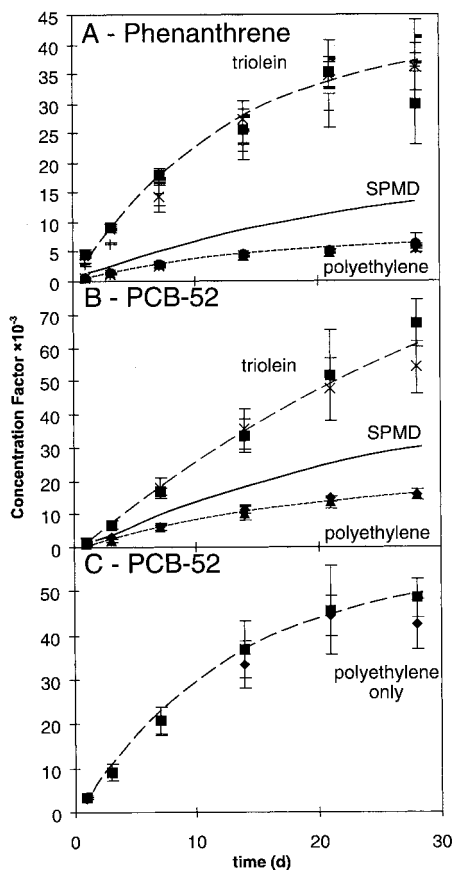 A - Phenanthrene
triolein
SPMD
polyethylene
45
40
35
30
25
20
15
10
5
0
B - PCB-52
triolein
SPMD
polyethylene
70
60
50
40
30
20
10
0
Concentration Factor ×10⁻³
C - PCB-52
polyethylene
only
50
40
30
20
10
0
0 10 20 30
time (d)